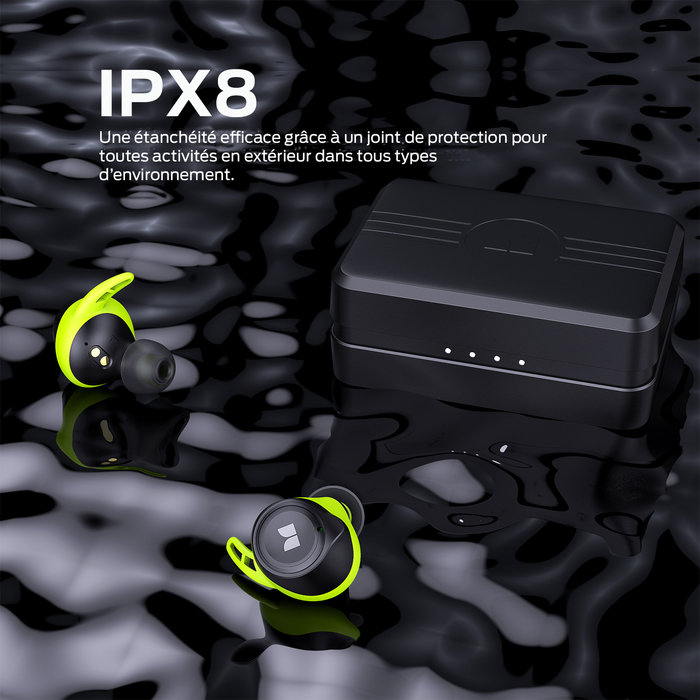 IPX8
Une étanchéité efficace grâce à un joint de protection pour
toutes activités en extérieur dans tous types
d’environnement.